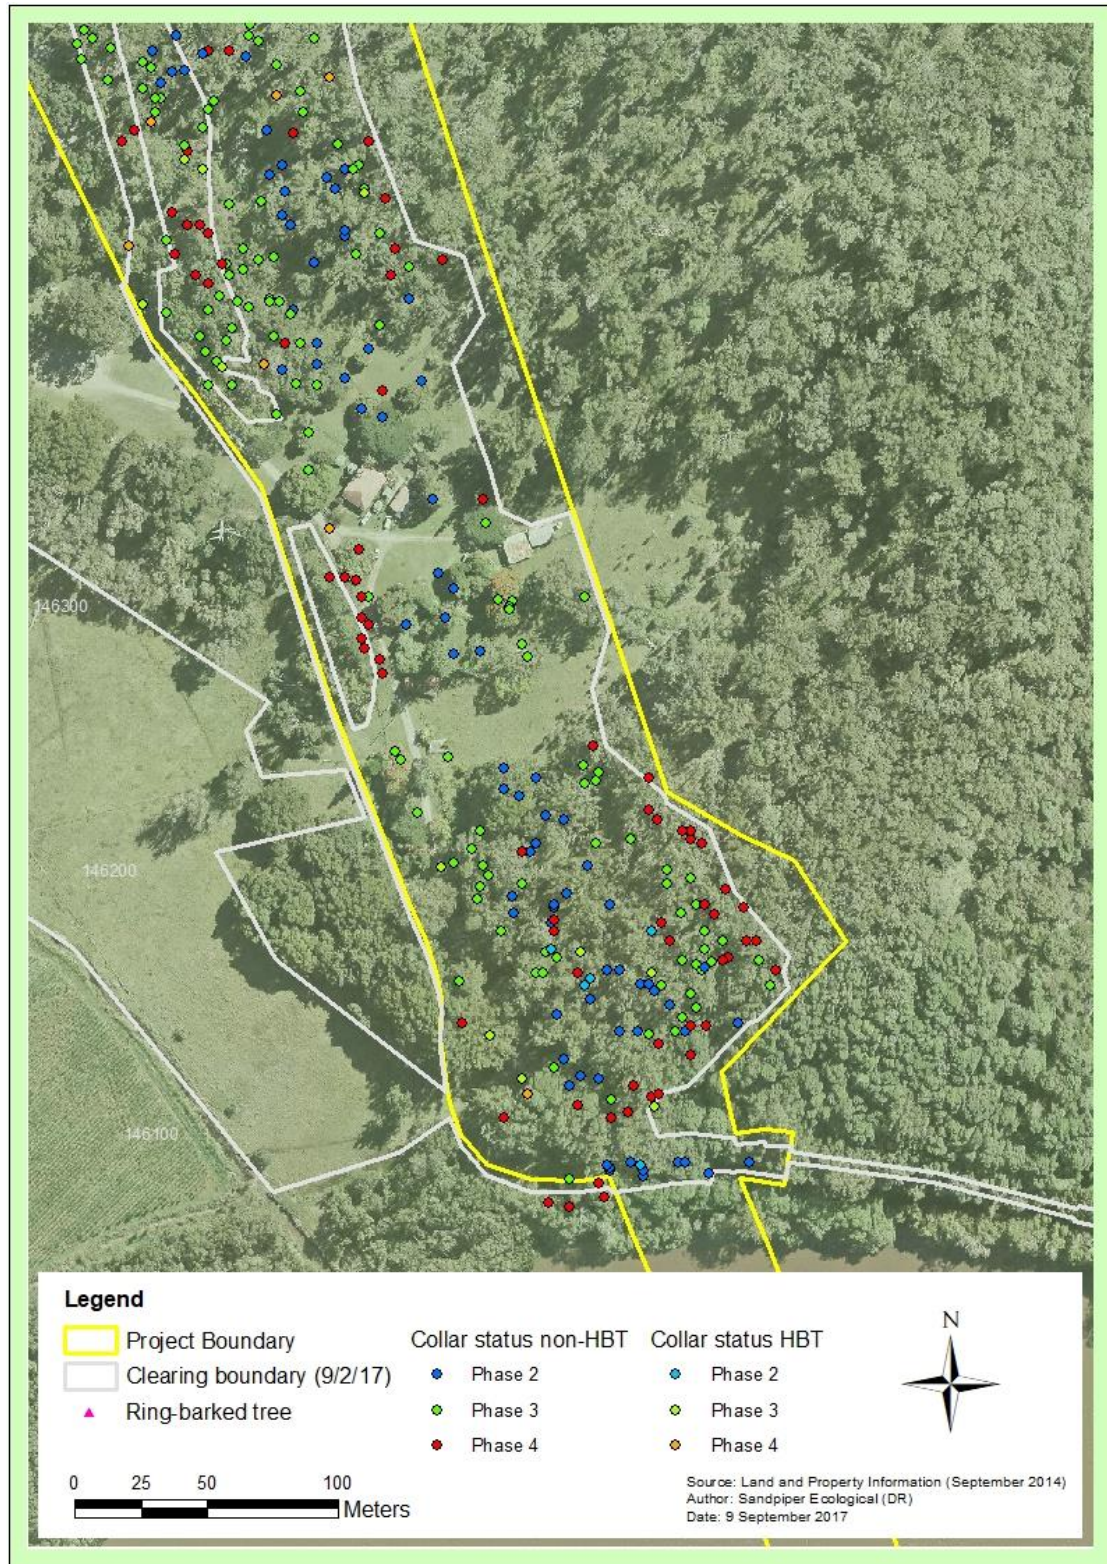 146300
146200
146100
Legend
Project Boundary
Clearing boundary (9/2/17)
Ring-barked tree
Collar status non-HBT
Phase 2
Phase 3
Phase 4
Collar status HBT
Phase 2
Phase 3
Phase 4
N
0 25 50 100
Meters
Source: Land and Property Information (September 2014)
Author: Sandpiper Ecological (DR)
Date: 9 September 2017